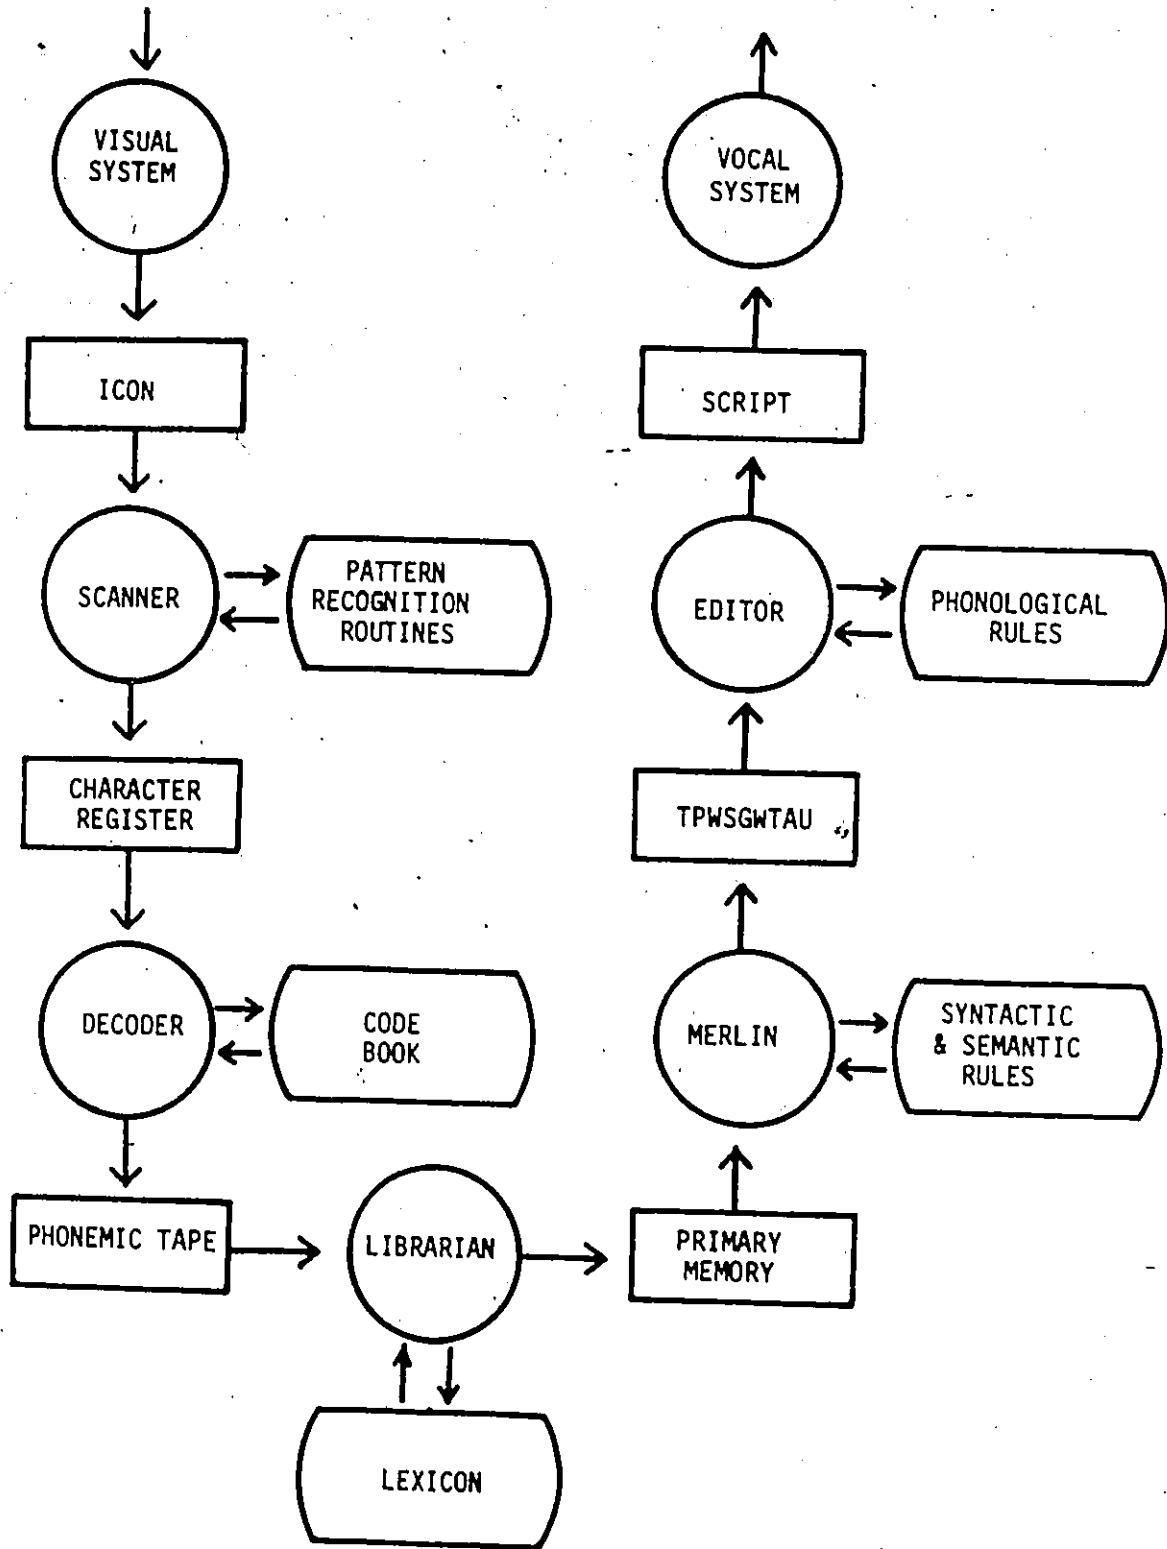 VISUAL
SYSTEM
ICON
SCANNER
PATTERN
RECOGNITION
ROUTINES
CHARACTER
REGISTER
DECODER
CODE
BOOK
PHONEMIC TAPE
LIBRARIAN
LEXICON
PRIMARY
MEMORY
MERLIN
SYNTACTIC
& SEMANTIC
RULES
TPWSGWTAU
EDITOR
PHONOLOGICAL
RULES
SCRIPT
VOCAL
SYSTEM